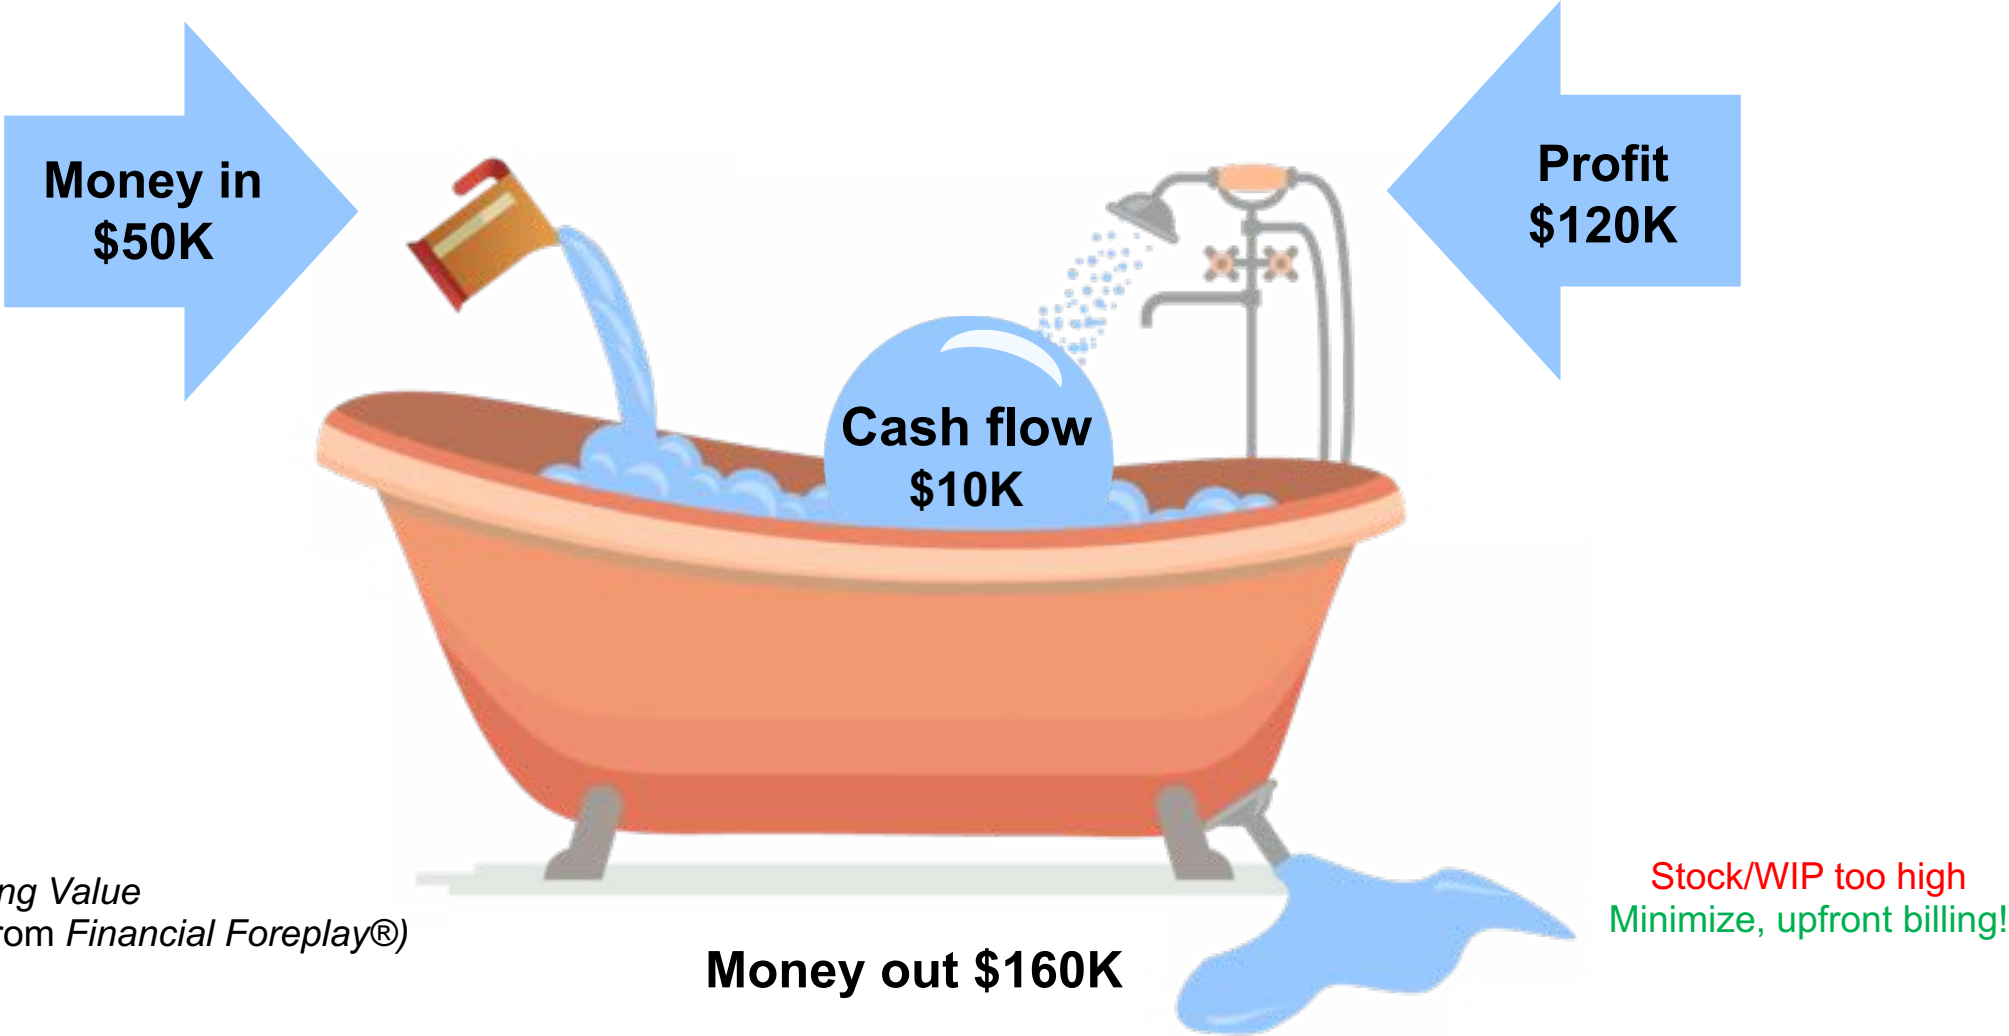 Money in
$50K
Profit
$120K
Cash flow
$10K
ng Value
rom Financial Foreplay®)
Money out $160K
Stock/WIP too high
Minimize, upfront billing!